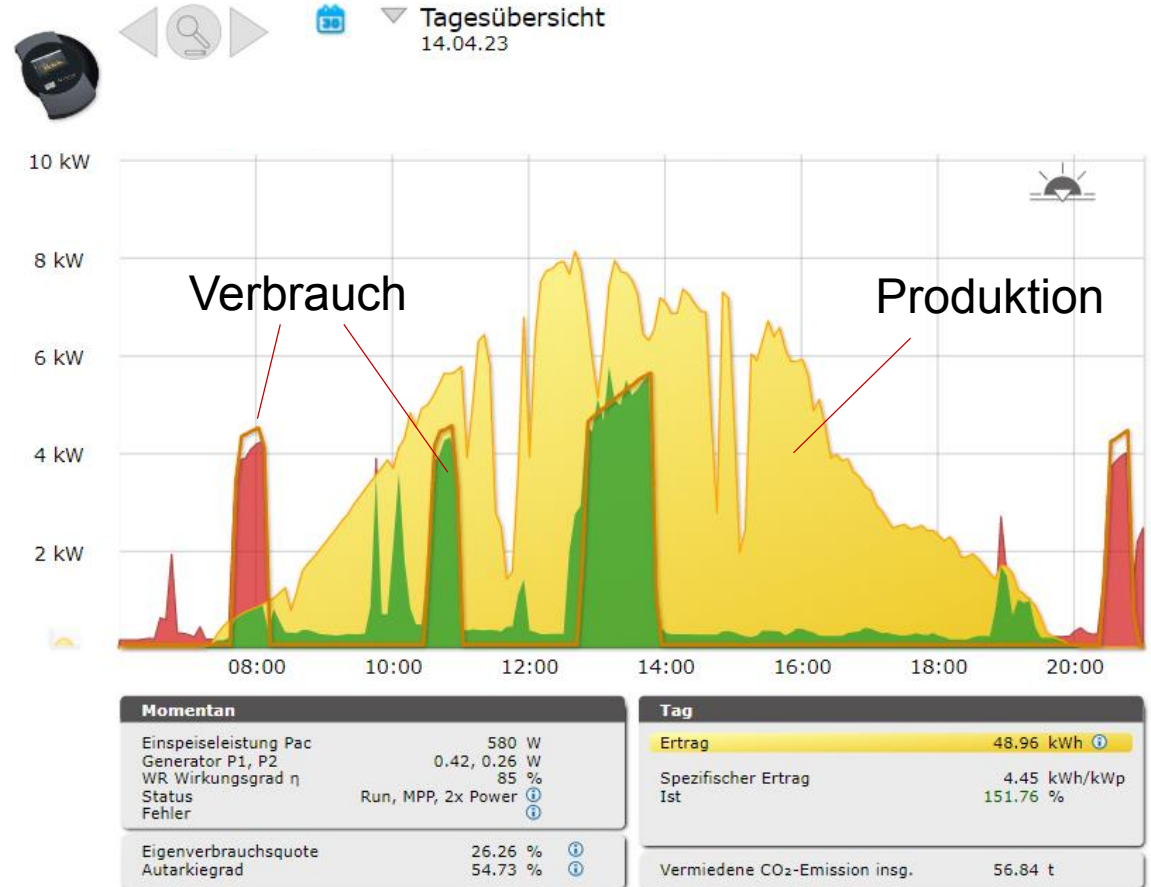 30
Tagesübersicht
14.04.23
10 kW
8 kW
6 kW
4 kW
2 kW
Verbrauch
Produktion
08:00 10:00 12:00 14:00 16:00 18:00 20:00
Momentan
Einspeiseleistung Pac 580 W
Generator P1, P2 0.42, 0.26 W
WR Wirkungsgrad η 85 %
Status Run, MPP, 2x Power
Fehler
Eigenverbrauchsquote 26.26 %
Autarkiegrad 54.73 %
Tag
Ertrag 48.96 kWh
Spezifischer Ertrag 4.45 kWh/kWp
Ist 151.76 %
Vermiedene CO₂-Emission insg. 56.84 t